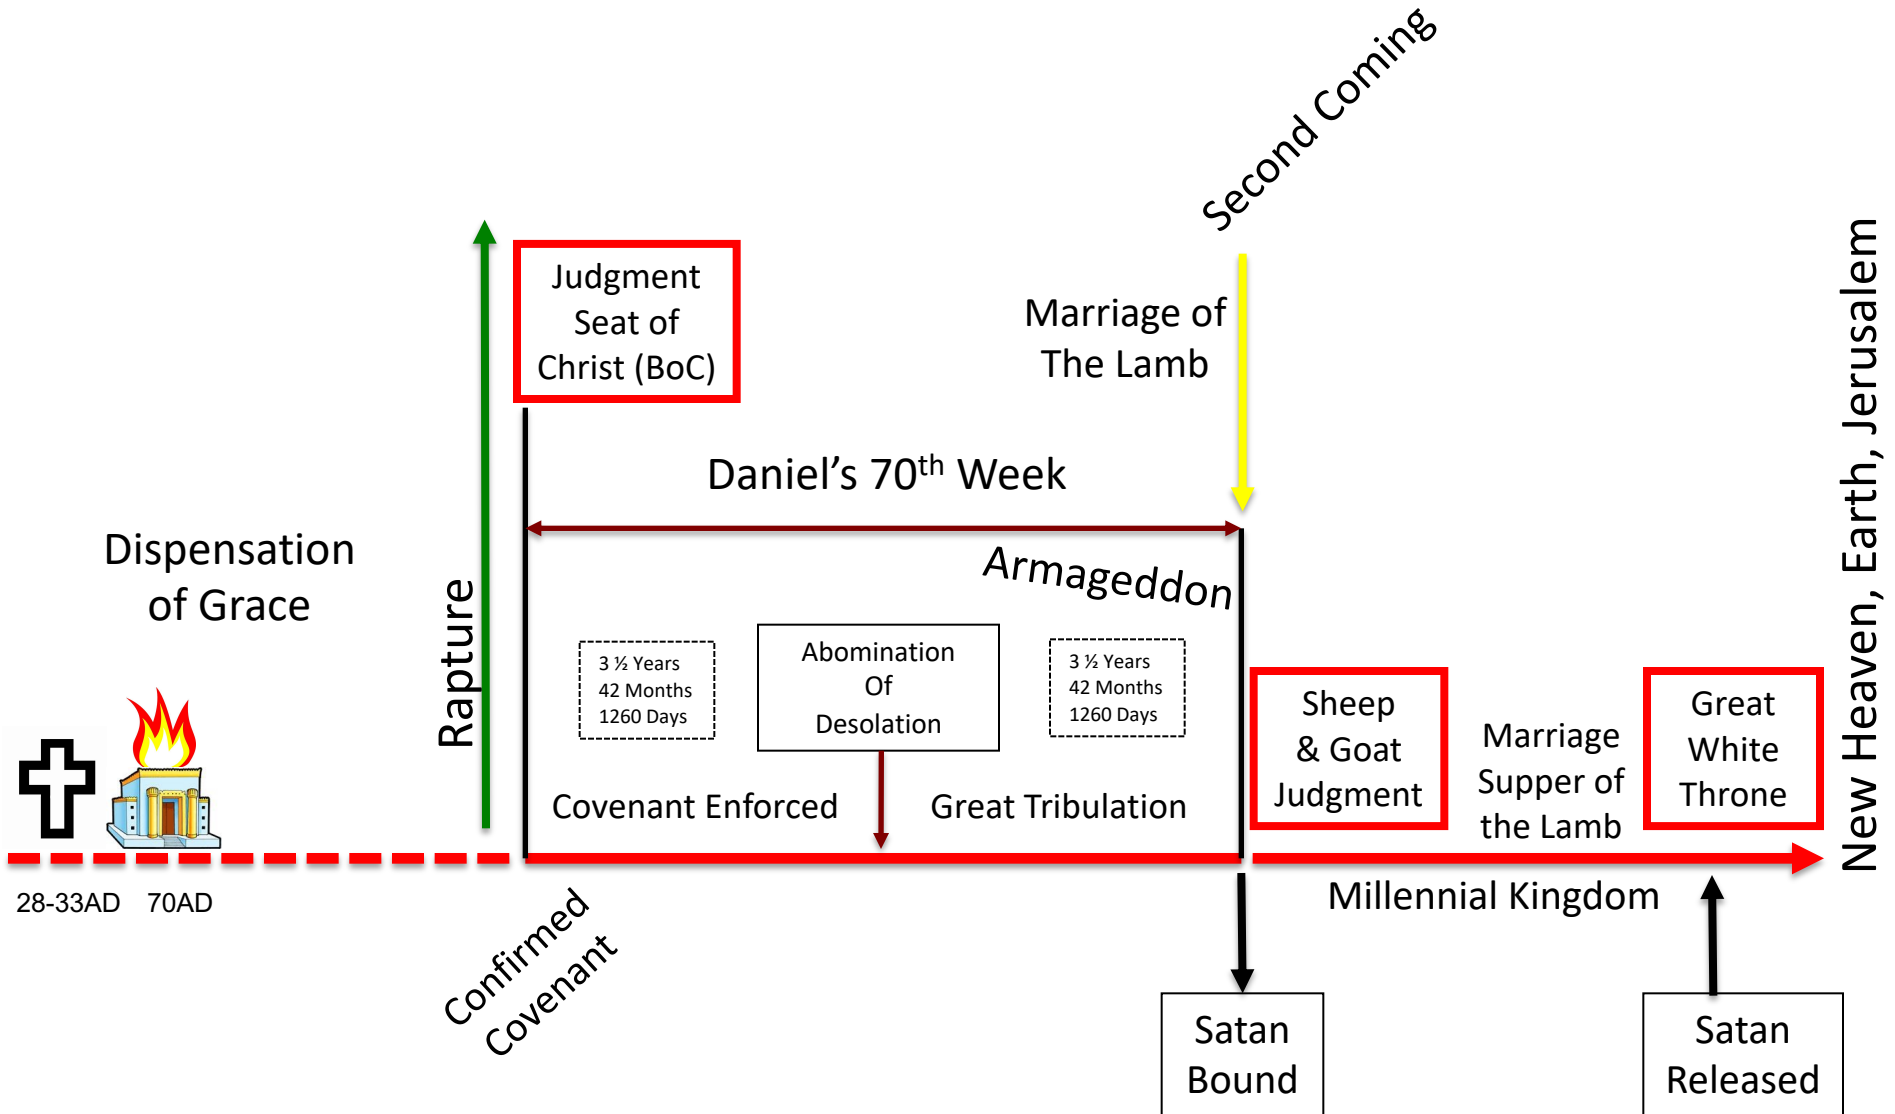 Second Coming
Judgment
Seat of
Christ (BoC)
Marriage of
The Lamb
Daniel’s 70th Week
Dispensation
of Grace
Rapture
Armageddon
3 ½ Years
42 Months
1260 Days
Abomination
Of
Desolation
3 ½ Years
42 Months
1260 Days
Covenant Enforced
Great Tribulation
Sheep
& Goat
Judgment
Marriage
Supper of
the Lamb
Great
White
Throne
New Heaven, Earth, Jerusalem
28-33AD
70AD
Confirmed
Covenant
Millennial Kingdom
Satan
Bound
Satan
Released